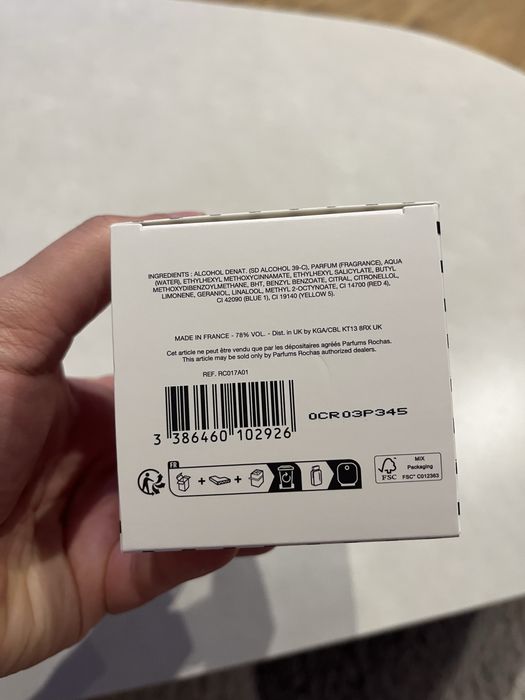 INGREDIENTS : ALCOHOL DENAT. (SD ALCOHOL 39-C), PARFUM (FRAGRANCE), AQUA
(WATER), ETHYLHEXYL METHOXYCINNAMATE, ETHYLHEXYL SALICYLATE, BUTYL
METHOXYDIBENZOYLMETHANE, BHT, BENZYL BENZOATE, CITRAL, CITRONELLOL,
LIMONENE, GERANIOL, LINALOOL, METHYL 2-OCTYNOATE, CI 14700 (RED 4),
CI 42090 (BLUE 1), CI 19140 (YELLOW 5).
MADE IN FRANCE - 78% VOL. - Dist. in UK by KGA/CBL KT13 8RX UK
Cet article ne peut être vendu que par les dépositaires agréés Parfums Rochas.
This article may be sold only by Parfums Rochas authorized dealers.
REF. RC017A01
0CR03P345
3 386460 102926
FR
+ +
FSC
MIX
Packaging
FSC® C012363